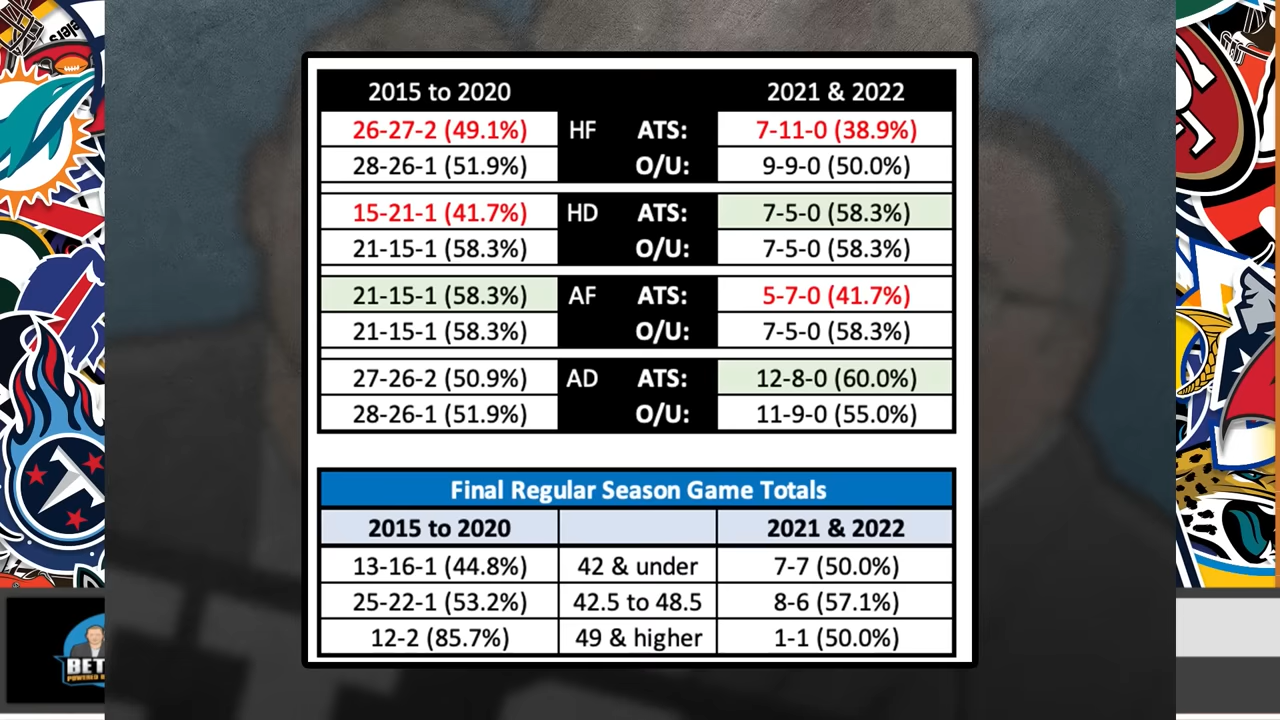 2015 to 2020 2021 & 2022
26-27-2 (49.1%) HF ATS: 7-11-0 (38.9%)
28-26-1 (51.9%) O/U: 9-9-0 (50.0%)
15-21-1 (41.7%) HD ATS: 7-5-0 (58.3%)
21-15-1 (58.3%) O/U: 7-5-0 (58.3%)
21-15-1 (58.3%) AF ATS: 5-7-0 (41.7%)
21-15-1 (58.3%) O/U: 7-5-0 (58.3%)
27-26-2 (50.9%) AD ATS: 12-8-0 (60.0%)
28-26-1 (51.9%) O/U: 11-9-0 (55.0%)
Final Regular Season Game Totals
2015 to 2020 2021 & 2022
13-16-1 (44.8%) 42 & under 7-7 (50.0%)
25-22-1 (53.2%) 42.5 to 48.5 8-6 (57.1%)
12-2 (85.7%) 49 & higher 1-1 (50.0%)
BET
POWERED